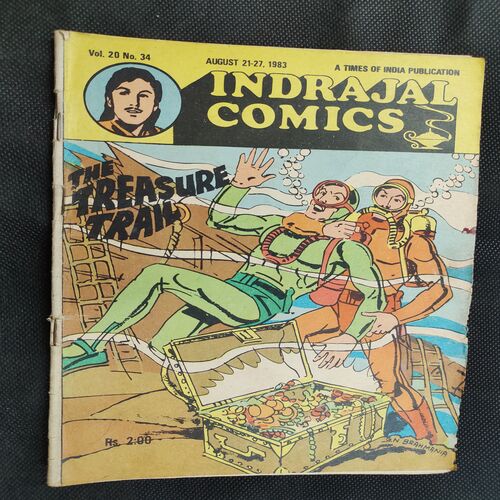 Vol. 20 No. 34
AUGUST 21-27, 1983
A TIMES OF INDIA PUBLICATION
INDRAJAL
COMICS
THE
TREASURE
TRAIL
Rs. 2.00
BRAHMANIA